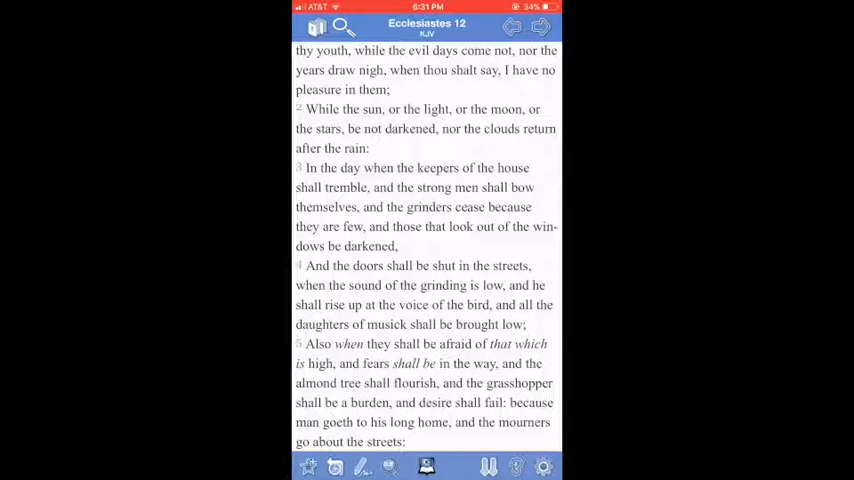 AT&T 6:31 PM 34%
Ecclesiastes 12
KJV
thy youth, while the evil days come not, nor the
years draw nigh, when thou shalt say, I have no
pleasure in them;
2 While the sun, or the light, or the moon, or
the stars, be not darkened, nor the clouds return
after the rain:
3 In the day when the keepers of the house
shall tremble, and the strong men shall bow
themselves, and the grinders cease because
they are few, and those that look out of the win-
dows be darkened,
4 And the doors shall be shut in the streets,
when the sound of the grinding is low, and he
shall rise up at the voice of the bird, and all the
daughters of musick shall be brought low;
5 Also when they shall be afraid of that which
is high, and fears shall be in the way, and the
almond tree shall flourish, and the grasshopper
shall be a burden, and desire shall fail: because
man goeth to his long home, and the mourners
go about the streets: